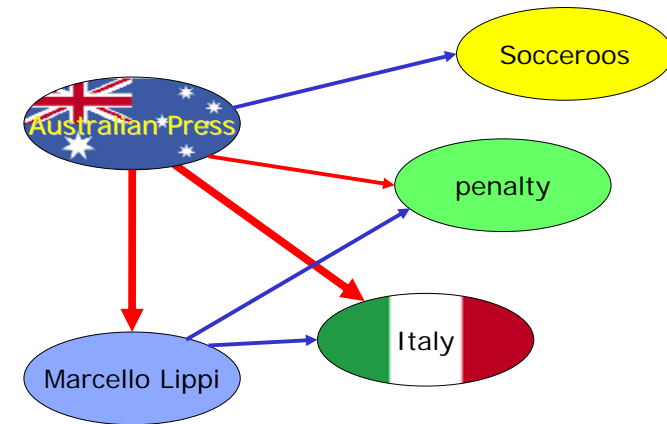 Socceroos
Australian Press
penalty
Italy
Marcello Lippi